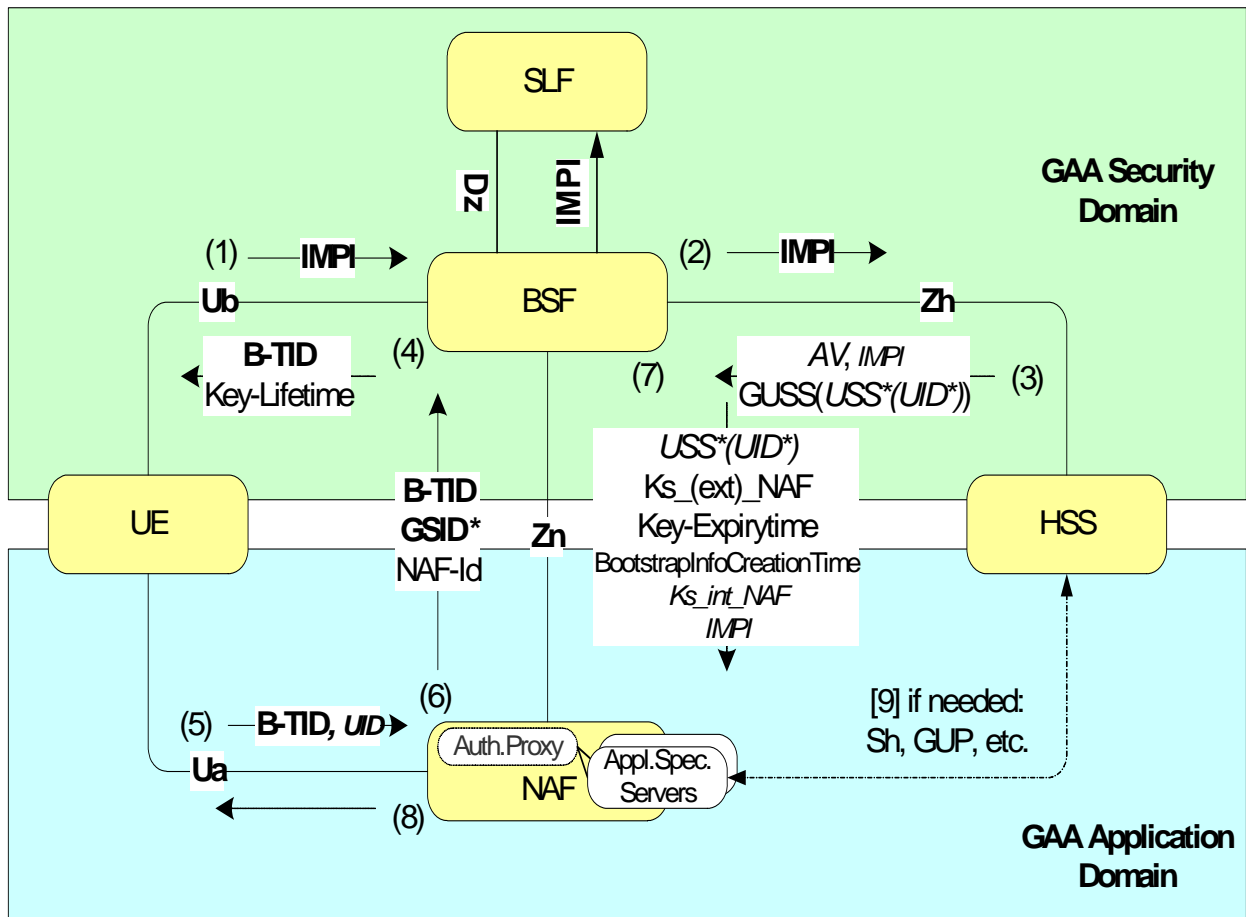 SLF
Dz
IMPI
GAA Security
Domain
(1)
IMPI
(2)
IMPI
Ub
BSF
Zh
B-TID
Key-Lifetime
(4)
(7)
AV, IMPI
GUSS(USS*(UID*))
(3)
USS*(UID*)
Ks_(ext)_NAF
Key-Expirytime
BootstrapInfoCreationTime
Ks_int_NAF
IMPI
B-TID
GSID*
NAF-Id
Zn
UE
HSS
(6)
(5)
B-TID, UID
[9] if needed:
Sh, GUP, etc.
Auth.Proxy
NAF
Appl.Spec.
Servers
Ua
(8)
GAA Application
Domain